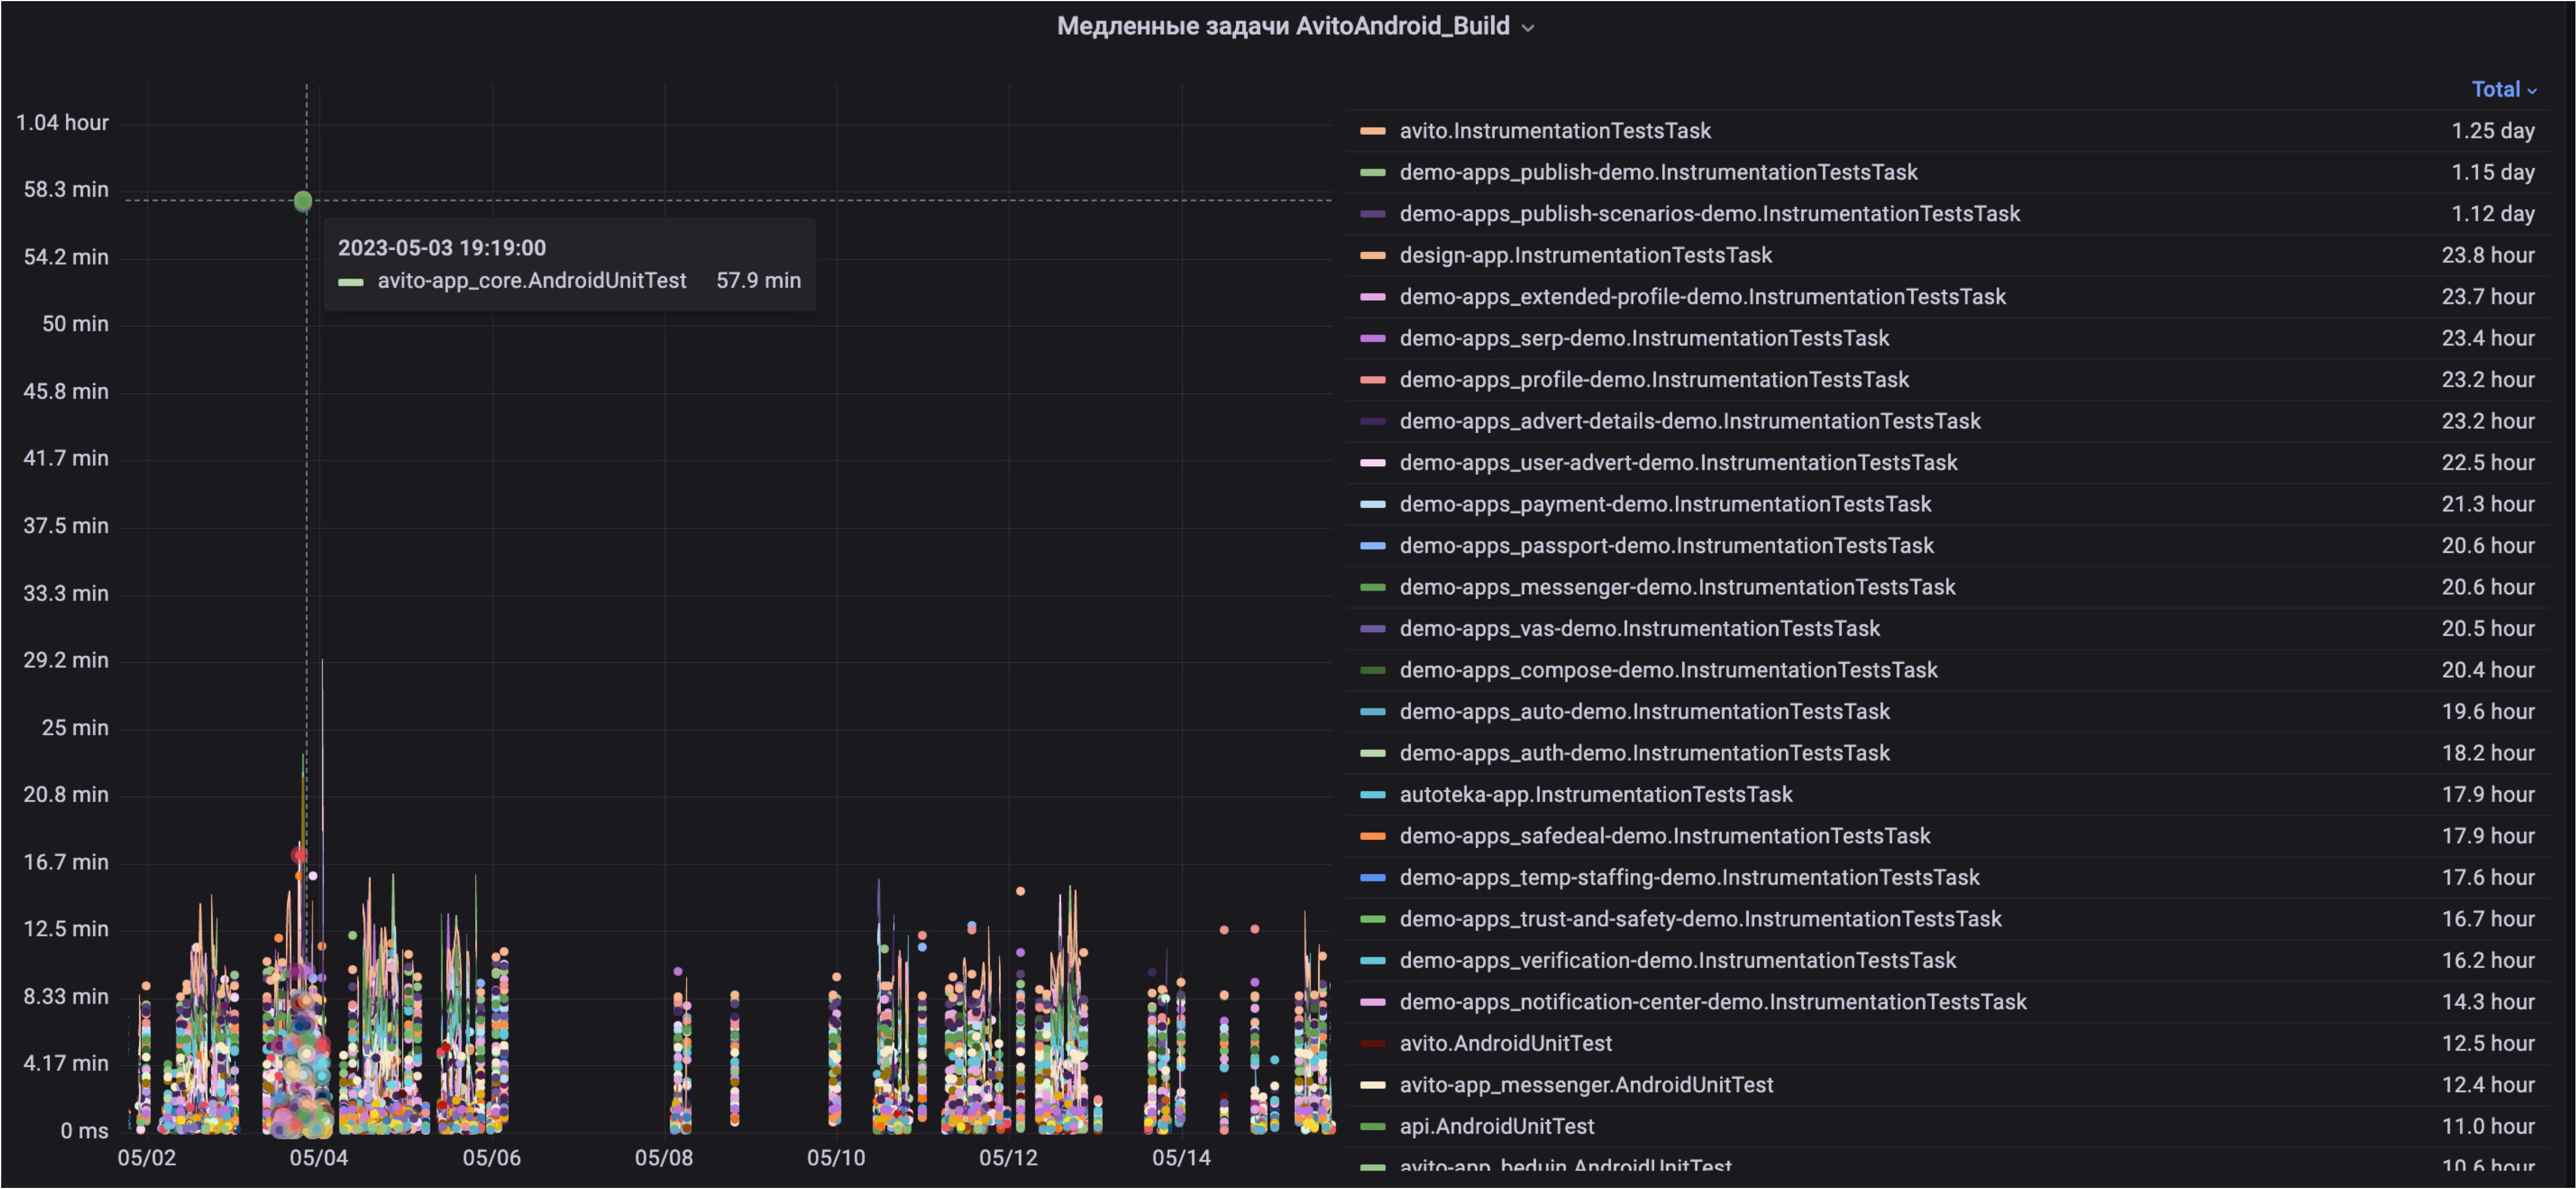 Медленные задачи AvitoAndroid_Build
1.04 hour
58.3 min
54.2 min
50 min
45.8 min
41.7 min
37.5 min
33.3 min
29.2 min
25 min
20.8 min
16.7 min
12.5 min
8.33 min
4.17 min
0 ms
05/02 05/04 05/06 05/08 05/10 05/12 05/14
2023-05-03 19:19:00
avito-app_core.AndroidUnitTest 57.9 min
Total
avito.InstrumentationTestsTask 1.25 day
demo-apps_publish-demo.InstrumentationTestsTask 1.15 day
demo-apps_publish-scenarios-demo.InstrumentationTestsTask 1.12 day
design-app.InstrumentationTestsTask 23.8 hour
demo-apps_extended-profile-demo.InstrumentationTestsTask 23.7 hour
demo-apps_serp-demo.InstrumentationTestsTask 23.4 hour
demo-apps_profile-demo.InstrumentationTestsTask 23.2 hour
demo-apps_advert-details-demo.InstrumentationTestsTask 23.2 hour
demo-apps_user-advert-demo.InstrumentationTestsTask 22.5 hour
demo-apps_payment-demo.InstrumentationTestsTask 21.3 hour
demo-apps_passport-demo.InstrumentationTestsTask 20.6 hour
demo-apps_messenger-demo.InstrumentationTestsTask 20.6 hour
demo-apps_vas-demo.InstrumentationTestsTask 20.5 hour
demo-apps_compose-demo.InstrumentationTestsTask 20.4 hour
demo-apps_auto-demo.InstrumentationTestsTask 19.6 hour
demo-apps_auth-demo.InstrumentationTestsTask 18.2 hour
autoteka-app.InstrumentationTestsTask 17.9 hour
demo-apps_safedeal-demo.InstrumentationTestsTask 17.9 hour
demo-apps_temp-staffing-demo.InstrumentationTestsTask 17.6 hour
demo-apps_trust-and-safety-demo.InstrumentationTestsTask 16.7 hour
demo-apps_verification-demo.InstrumentationTestsTask 16.2 hour
demo-apps_notification-center-demo.InstrumentationTestsTask 14.3 hour
avito.AndroidUnitTest 12.5 hour
avito-app_messenger.AndroidUnitTest 12.4 hour
api.AndroidUnitTest 11.0 hour
avito-app_beduin.AndroidUnitTest 10.6 hour